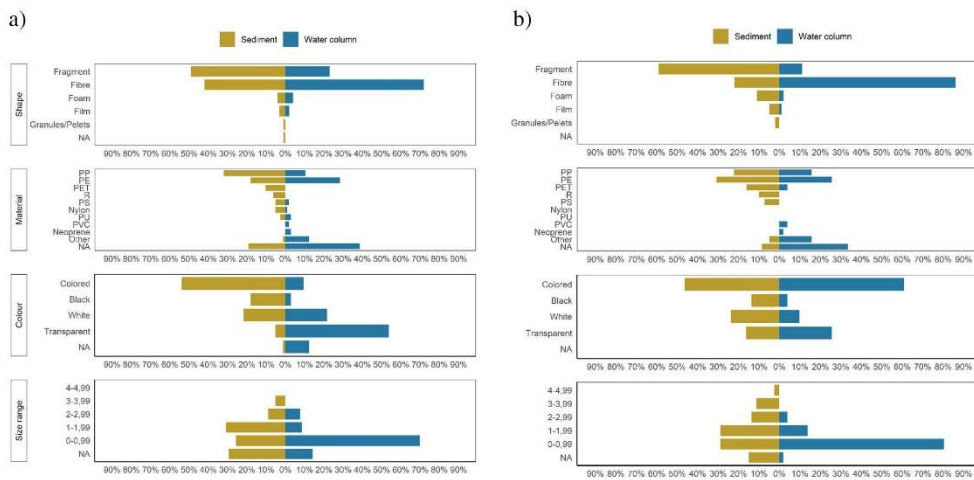 a)
Sediment Water column
Shape
Fragment
Fibre
Foam
Film
Granules/Pelets
NA
90% 80% 70% 60% 50% 40% 30% 20% 10% 0% 10% 20% 30% 40% 50% 60% 70% 80% 90%
Material
PP
PE
PET
R
PS
Nylon
PU
PVC
Neoprene
Other
NA
90% 80% 70% 60% 50% 40% 30% 20% 10% 0% 10% 20% 30% 40% 50% 60% 70% 80% 90%
Colour
Colored
Black
White
Transparent
NA
90% 80% 70% 60% 50% 40% 30% 20% 10% 0% 10% 20% 30% 40% 50% 60% 70% 80% 90%
Size range
4-4,99
3-3,99
2-2,99
1-1,99
0-0,99
NA
90% 80% 70% 60% 50% 40% 30% 20% 10% 0% 10% 20% 30% 40% 50% 60% 70% 80% 90%
b)
Sediment Water column
Shape
Fragment
Fibre
Foam
Film
Granules/Pelets
NA
90% 80% 70% 60% 50% 40% 30% 20% 10% 0% 10% 20% 30% 40% 50% 60% 70% 80% 90%
Material
PP
PE
PET
R
PS
Nylon
PU
PVC
Neoprene
Other
NA
90% 80% 70% 60% 50% 40% 30% 20% 10% 0% 10% 20% 30% 40% 50% 60% 70% 80% 90%
Colour
Colored
Black
White
Transparent
NA
90% 80% 70% 60% 50% 40% 30% 20% 10% 0% 10% 20% 30% 40% 50% 60% 70% 80% 90%
Size range
4-4,99
3-3,99
2-2,99
1-1,99
0-0,99
NA
90% 80% 70% 60% 50% 40% 30% 20% 10% 0% 10% 20% 30% 40% 50% 60% 70% 80% 90%